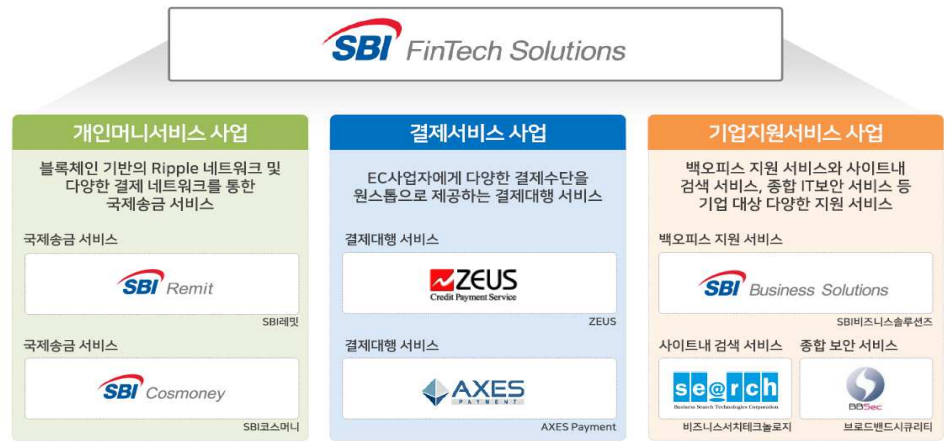 SBI FinTech Solutions
개인머니서비스 사업
블록체인 기반의 Ripple 네트워크 및
다양한 결제 네트워크를 통한
국제송금 서비스
국제송금 서비스
SBI Remit
SBI레밋
국제송금 서비스
SBI Cosmoney
SBI코스머니
결제서비스 사업
EC사업자에게 다양한 결제수단을
원스톱으로 제공하는 결제대행 서비스
결제대행 서비스
ZEUS
Credit Payment Service
ZEUS
결제대행 서비스
AXES
PAYMENT
AXES Payment
기업지원서비스 사업
백오피스 지원 서비스와 사이트내
검색 서비스, 종합 IT보안 서비스 등
기업 대상 다양한 지원 서비스
백오피스 지원 서비스
SBI Business Solutions
SBI비즈니스솔루션즈
사이트내 검색 서비스
se@rch
Business Search Technologies Corporation
비즈니스서치테크놀로지
종합 보안 서비스
BBSec
브로드밴드시큐리티